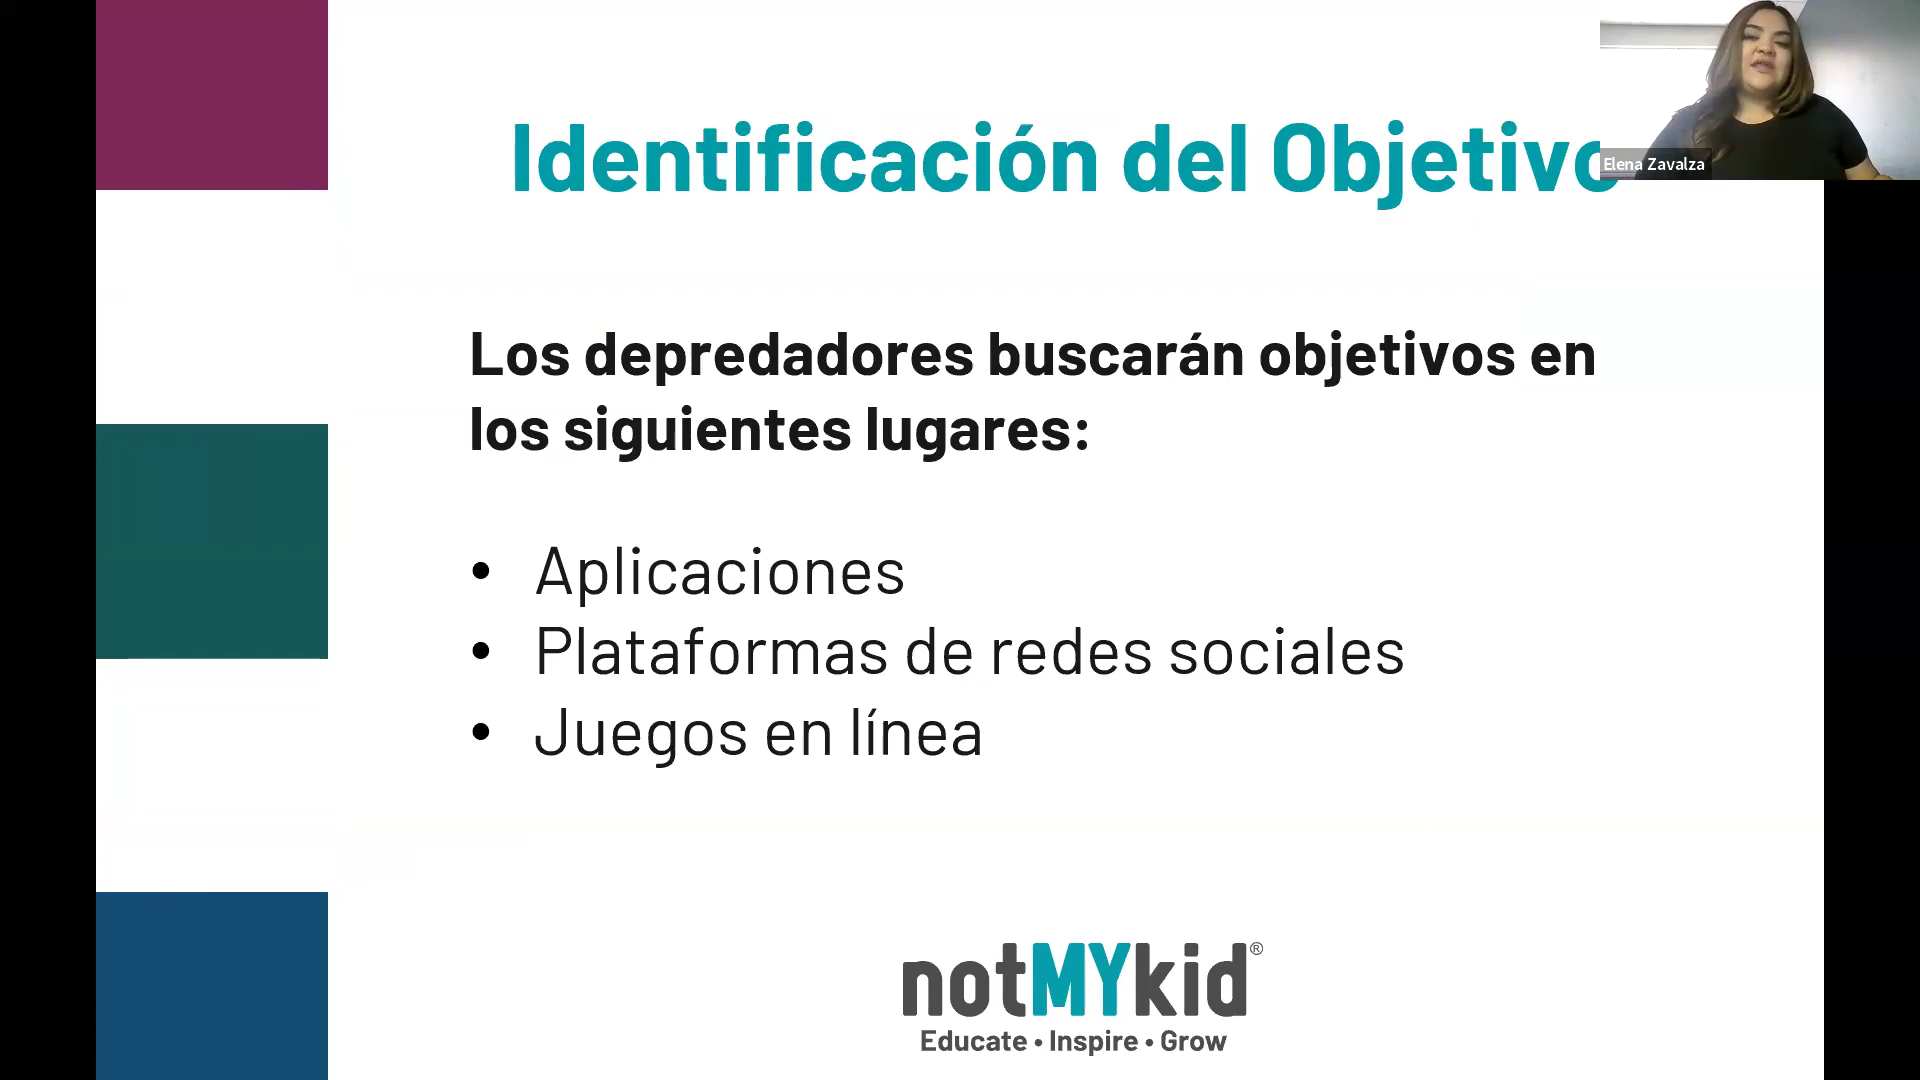 Identificación del Objetivo
Elena Zavalza
Los depredadores buscarán objetivos en
los siguientes lugares:
• Aplicaciones
• Plataformas de redes sociales
• Juegos en línea
notMYkid®
Educate • Inspire • Grow